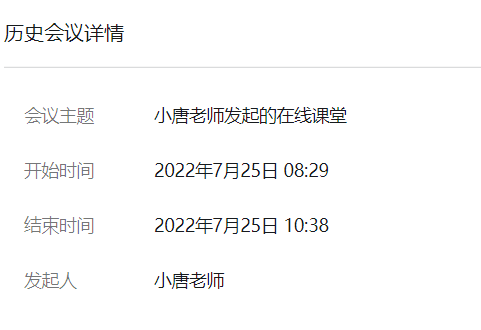 历史会议详情
会议主题 小唐老师发起的在线课堂
开始时间 2022年7月25日 08:29
结束时间 2022年7月25日 10:38
发起人 小唐老师